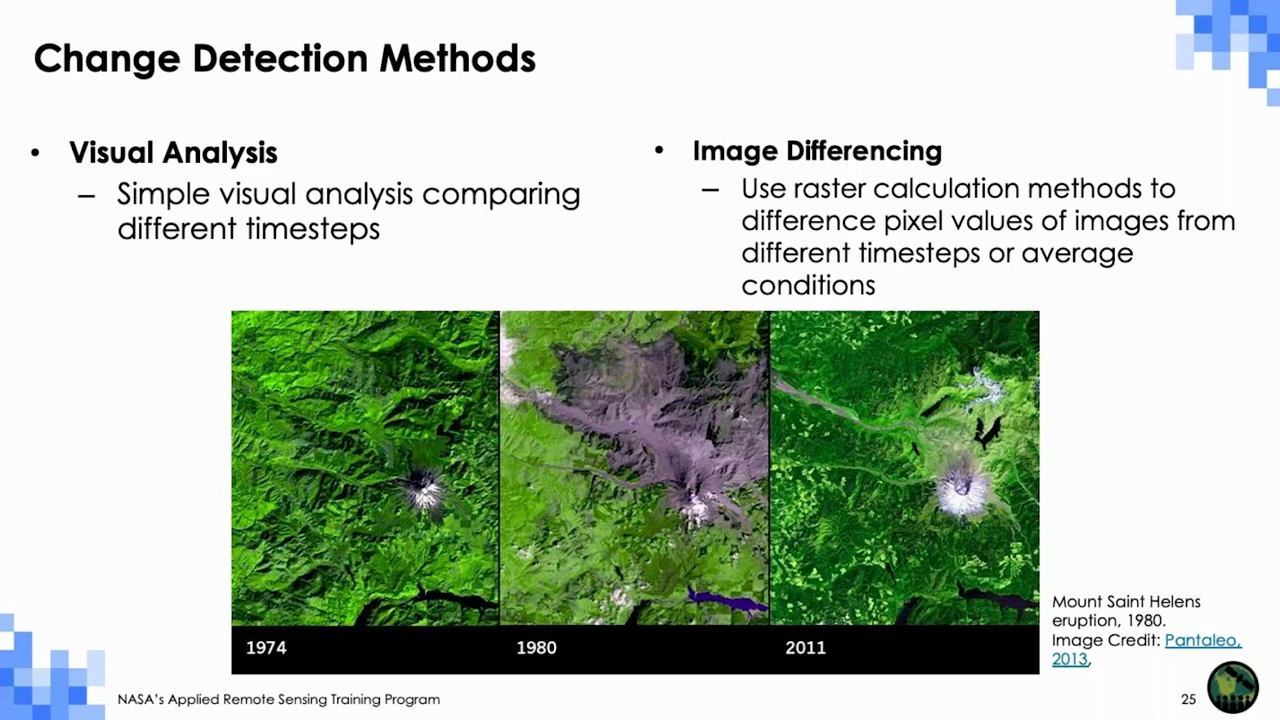 Change Detection Methods
• Visual Analysis
– Simple visual analysis comparing
different timesteps
• Image Differencing
– Use raster calculation methods to
difference pixel values of images from
different timesteps or average
conditions
1974
1980
2011
Mount Saint Helens
eruption, 1980.
Image Credit: Pantaleo,
2013,
NASA's Applied Remote Sensing Training Program
25